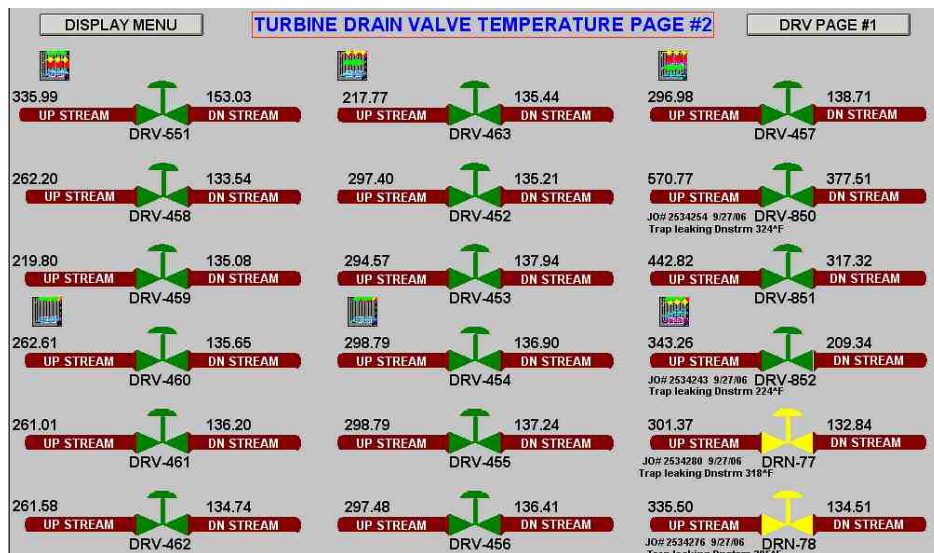 DISPLAY MENU
TURBINE DRAIN VALVE TEMPERATURE PAGE #2
DRV PAGE #1
335.99 153.03
UP STREAM DN STREAM
DRV-551
217.77 135.44
UP STREAM DN STREAM
DRV-463
296.98 138.71
UP STREAM DN STREAM
DRV-457
262.20 133.54
UP STREAM DN STREAM
DRV-458
297.40 135.21
UP STREAM DN STREAM
DRV-452
570.77 377.51
UP STREAM DN STREAM
JO# 2534254 9/27/06 DRV-850
Trap leaking Dnstrm 324^F
219.80 135.08
UP STREAM DN STREAM
DRV-459
294.57 137.94
UP STREAM DN STREAM
DRV-453
442.82 317.32
UP STREAM DN STREAM
DRV-851
262.61 135.65
UP STREAM DN STREAM
DRV-460
298.79 136.90
UP STREAM DN STREAM
DRV-454
343.26 209.34
UP STREAM DN STREAM
JO# 2534243 9/27/06 DRV-852
Trap leaking Dnstrm 224^F
261.01 136.20
UP STREAM DN STREAM
DRV-461
298.79 137.24
UP STREAM DN STREAM
DRV-455
301.37 132.84
UP STREAM DN STREAM
JO# 2534280 9/27/06 DRN-77
Trap leaking Dnstrm 318^F
261.58 134.74
UP STREAM DN STREAM
DRV-462
297.48 136.41
UP STREAM DN STREAM
DRV-456
335.50 134.51
UP STREAM DN STREAM
JO# 2534276 9/27/06 DRN-78
Trap leaking Dnstrm